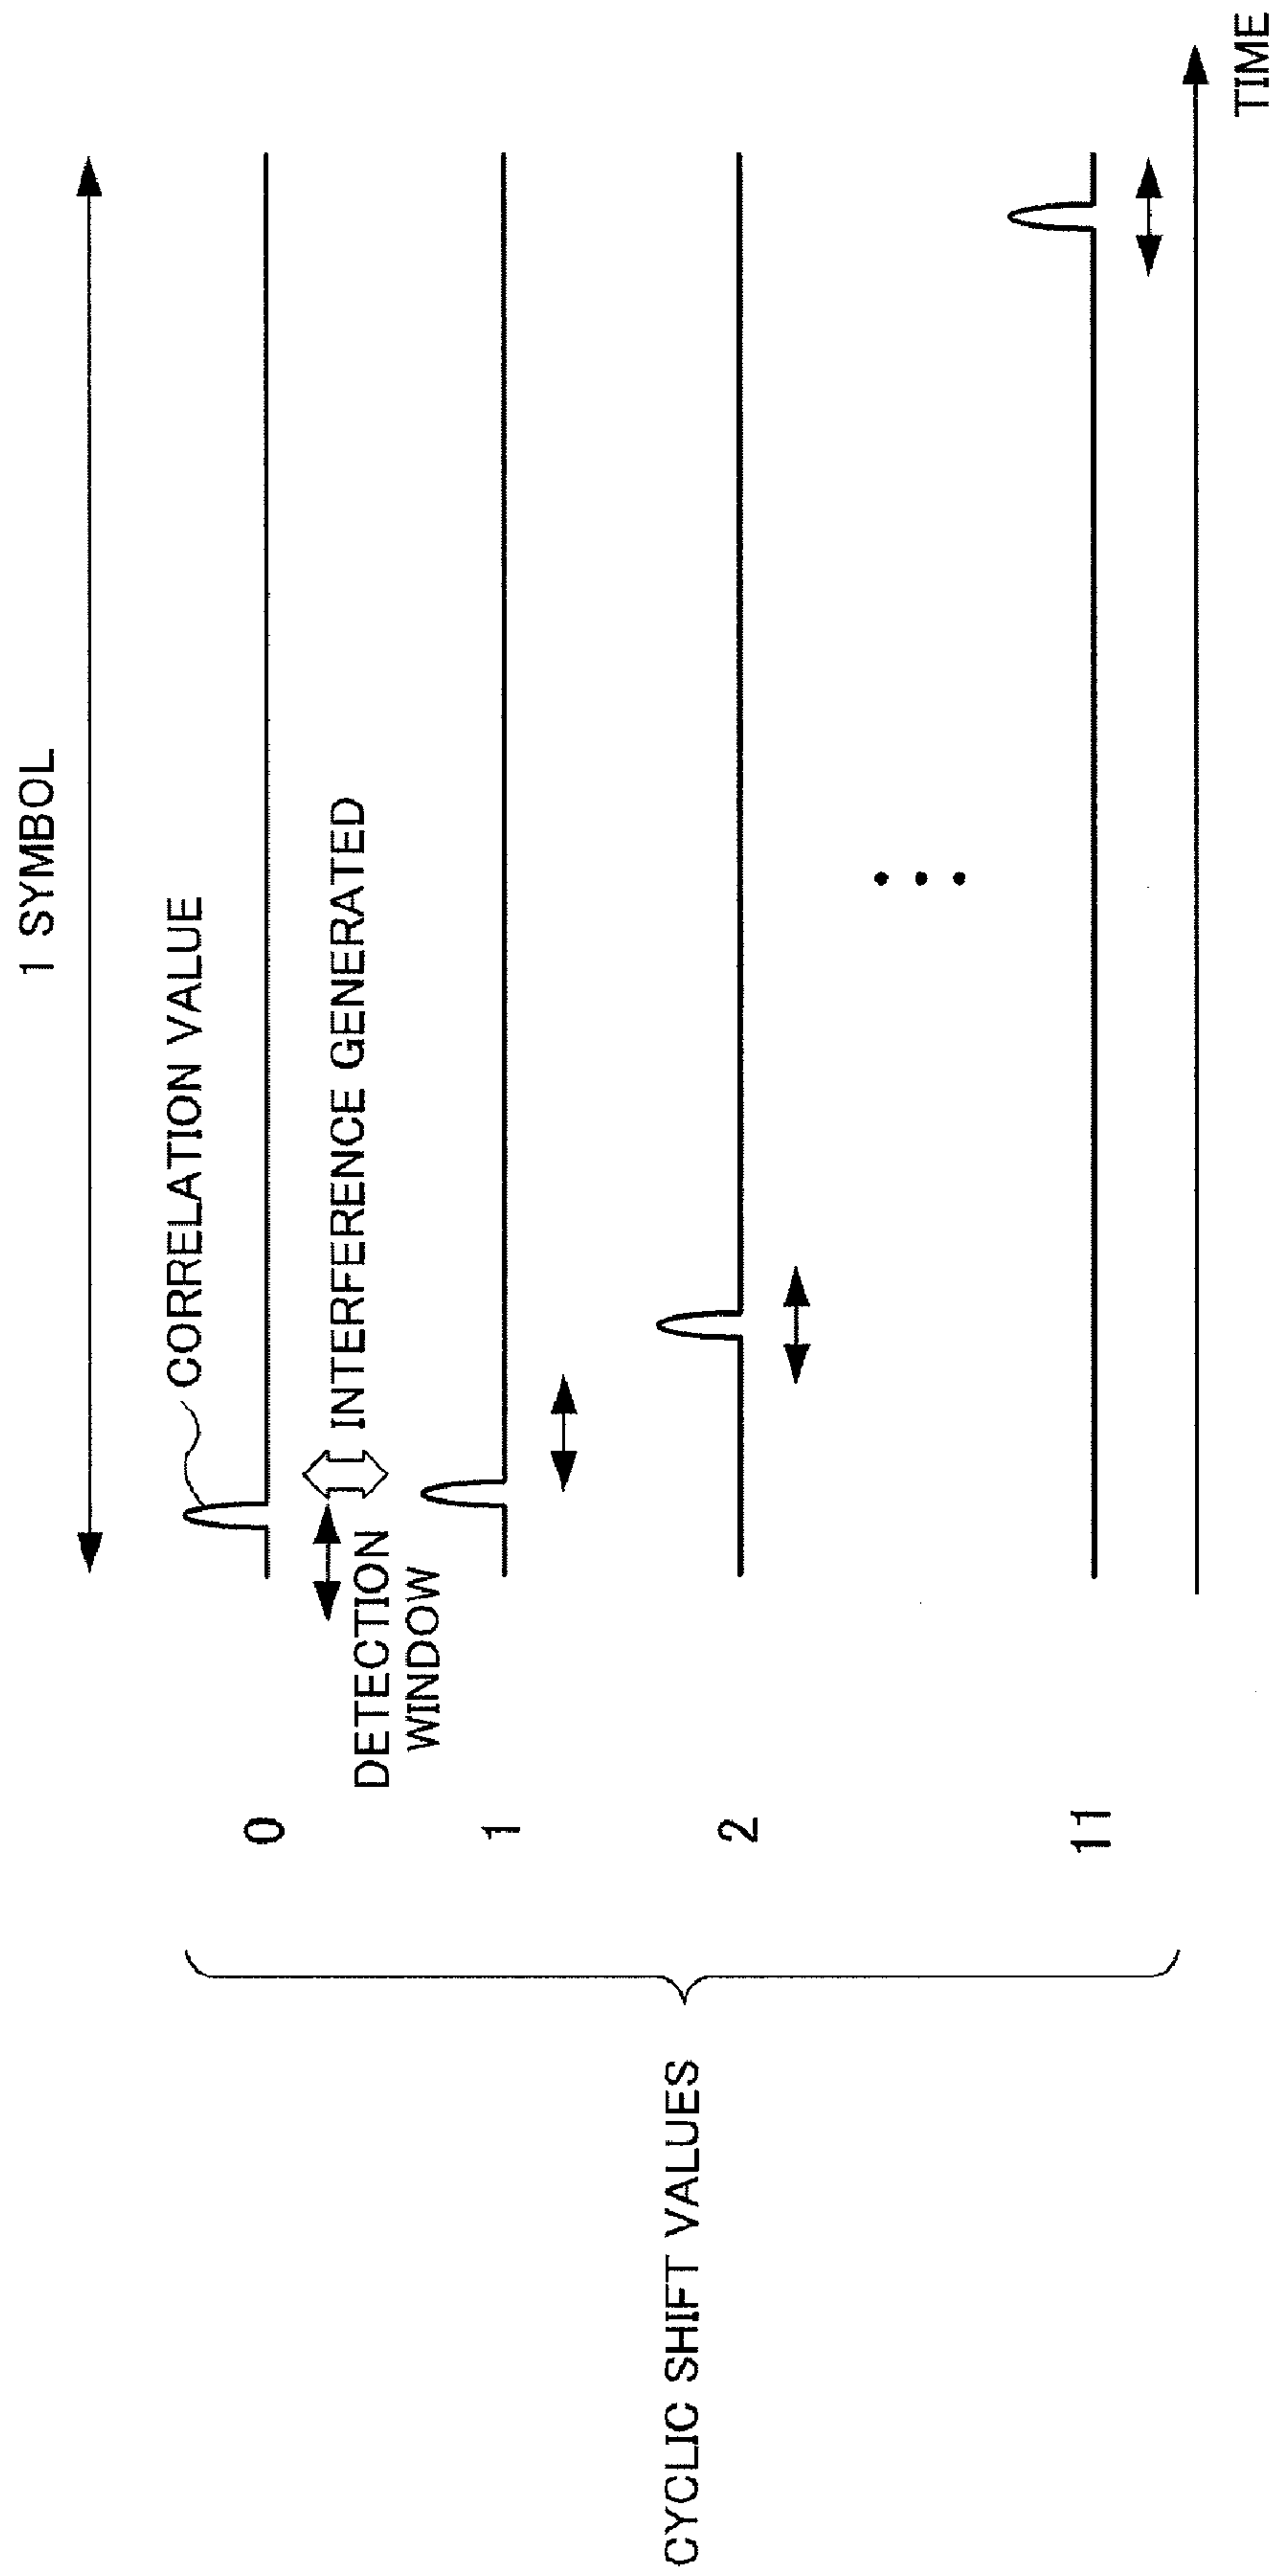 1 SYMBOL
CORRELATION VALUE
0
INTERFERENCE GENERATED
DETECTION
WINDOW
1
2
11
CYCLIC SHIFT VALUES
TIME